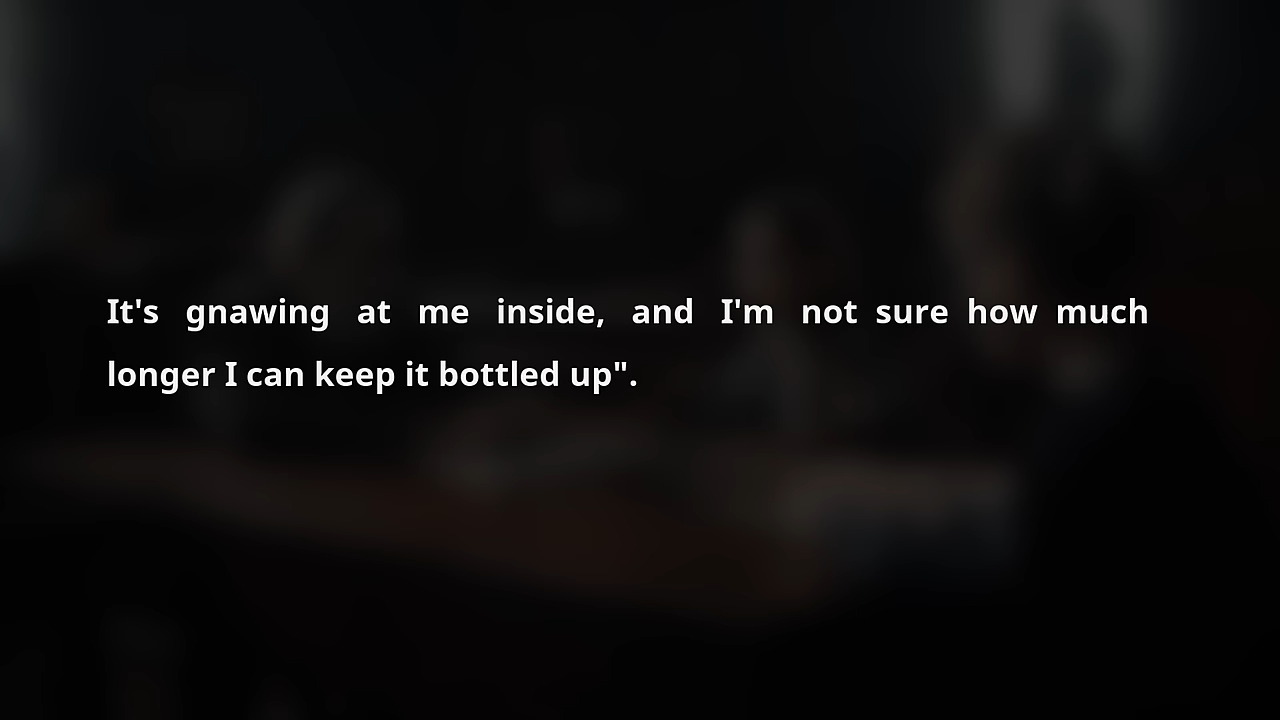 It's gnawing at me inside, and I'm not sure how much
longer I can keep it bottled up".